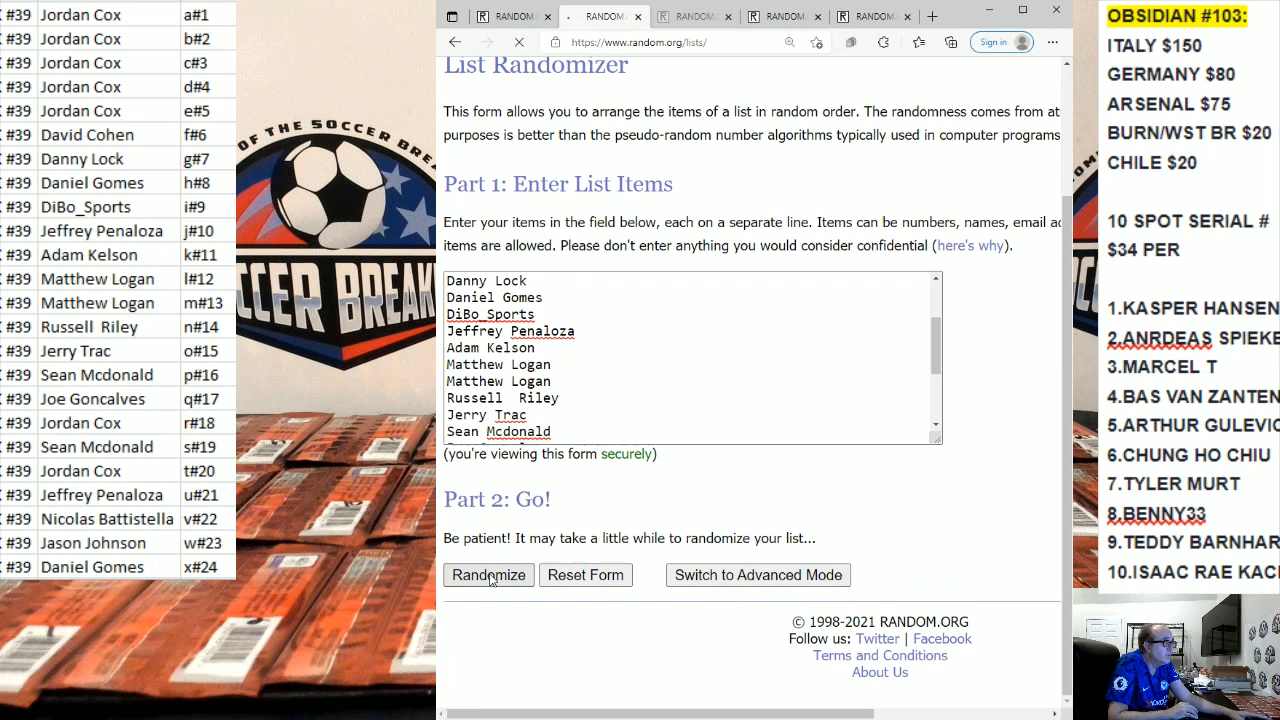 #39 Jordan Cox a#1
#39 Jordan Cox b#2
#39 Jordan Cox c#3
#39 Jordan Cox d#4
#39 Jordan Cox e#5
#39 David Cohen f#6
#39 Danny Lock g#7
#39 Daniel Gomes h#8
#39 DiBo_Sports i#9
#39 Jeffrey Penaloza j#10
#39 Adam Kelson k#11
#39 Matthew Logan l#12
#39 Matthew Logan m#13
#39 Russell  Riley n#14
#39 Jerry Trac o#15
#39 Sean Mcdonald p#16
#39 Joe Goncalves q#17
#39 Jordan Cox r#18
#39 Sean Mcdonald s#19
#39 Jordan Cox t#20
#39 Jeffrey Penaloza u#21
#39 Nicolas Battistella v#22
#39 Jason Johnson w#23
#39 Daniel Gomes x#24
OF THE SOCCER BRE
CCER BREAK
RANDOM. RANDOM. RANDOM. RANDOM. RANDOM.
https://www.random.org/lists/
Sign in
List Randomizer
This form allows you to arrange the items of a list in random order. The randomness comes from at
purposes is better than the pseudo-random number algorithms typically used in computer programs
Part 1: Enter List Items
Enter your items in the field below, each on a separate line. Items can be numbers, names, email ad
items are allowed. Please don't enter anything you would consider confidential (here's why).
Danny Lock
Daniel Gomes
DiBo_Sports
Jeffrey Penaloza
Adam Kelson
Matthew Logan
Matthew Logan
Russell  Riley
Jerry Trac
Sean Mcdonald
(you're viewing this form securely)
Part 2: Go!
Be patient! It may take a little while to randomize your list...
Randomize Reset Form Switch to Advanced Mode
© 1998-2021 RANDOM.ORG
Follow us: Twitter | Facebook
Terms and Conditions
About Us
OBSIDIAN #103:
ITALY $150
GERMANY $80
ARSENAL $75
BURN/WST BR $20
CHILE $20
10 SPOT SERIAL #
$34 PER
1.KASPER HANSEN
2.ANRDEAS SPIEKE
3.MARCEL T
4.BAS VAN ZANTEN
5.ARTHUR GULEVIC
6.CHUNG HO CHIU
7.TYLER MURT
8.BENNY33
9.TEDDY BARNHAR
10.ISAAC RAE KACI